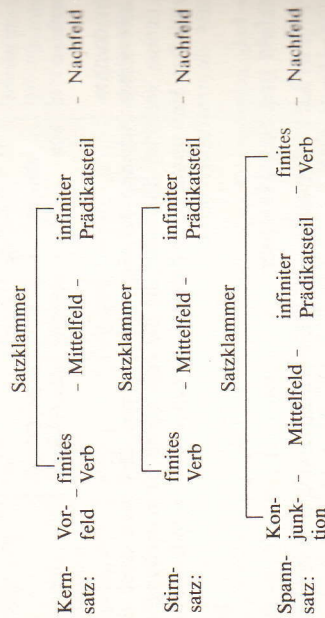 Satzklammer
Kern- Vor- finites infiniter
satz: feld – Verb – Mittelfeld – Prädikatsteil – Nachfeld
Satzklammer
Stirn- finites infiniter
satz: Verb – Mittelfeld – Prädikatsteil – Nachfeld
Satzklammer
Spann- Kon- infiniter finites
satz: junk- – Mittelfeld – Prädikatsteil – Verb – Nachfeld
tion